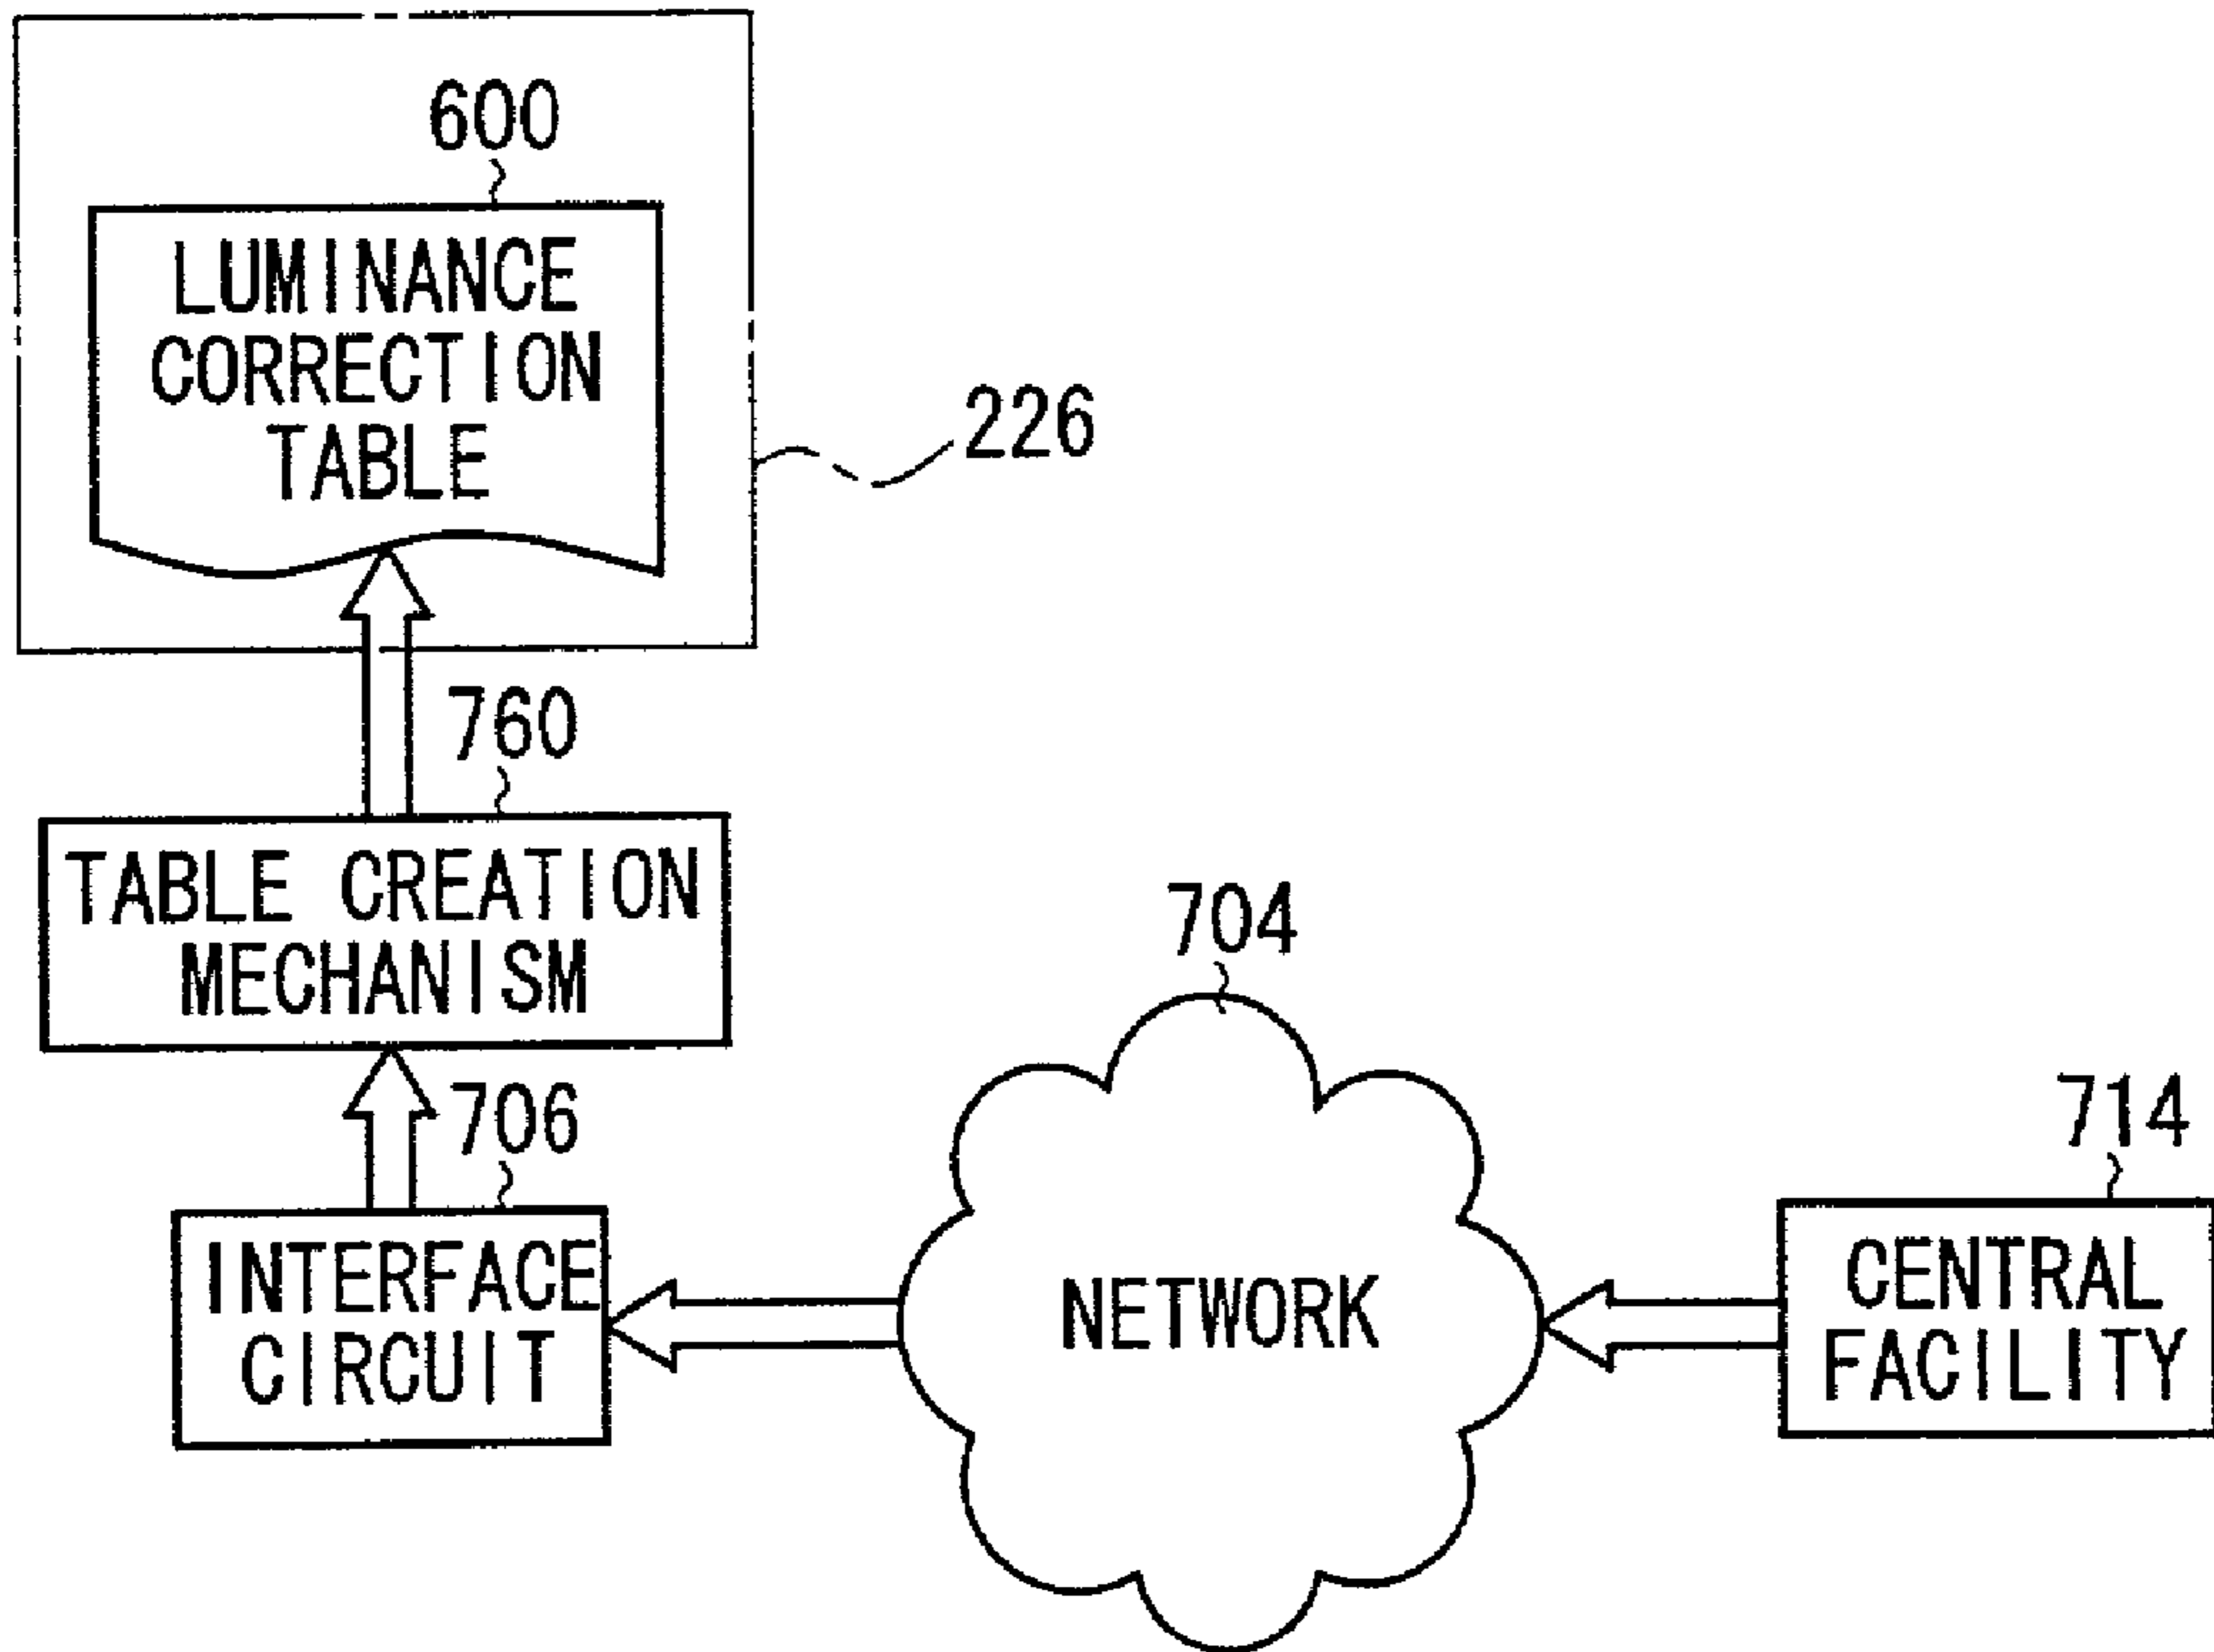 600
LUMINANCE
CORRECTION
TABLE
226
760
TABLE CREATION
MECHANISM
704
706
714
INTERFACE
CIRCUIT
NETWORK
CENTRAL
FACILITY